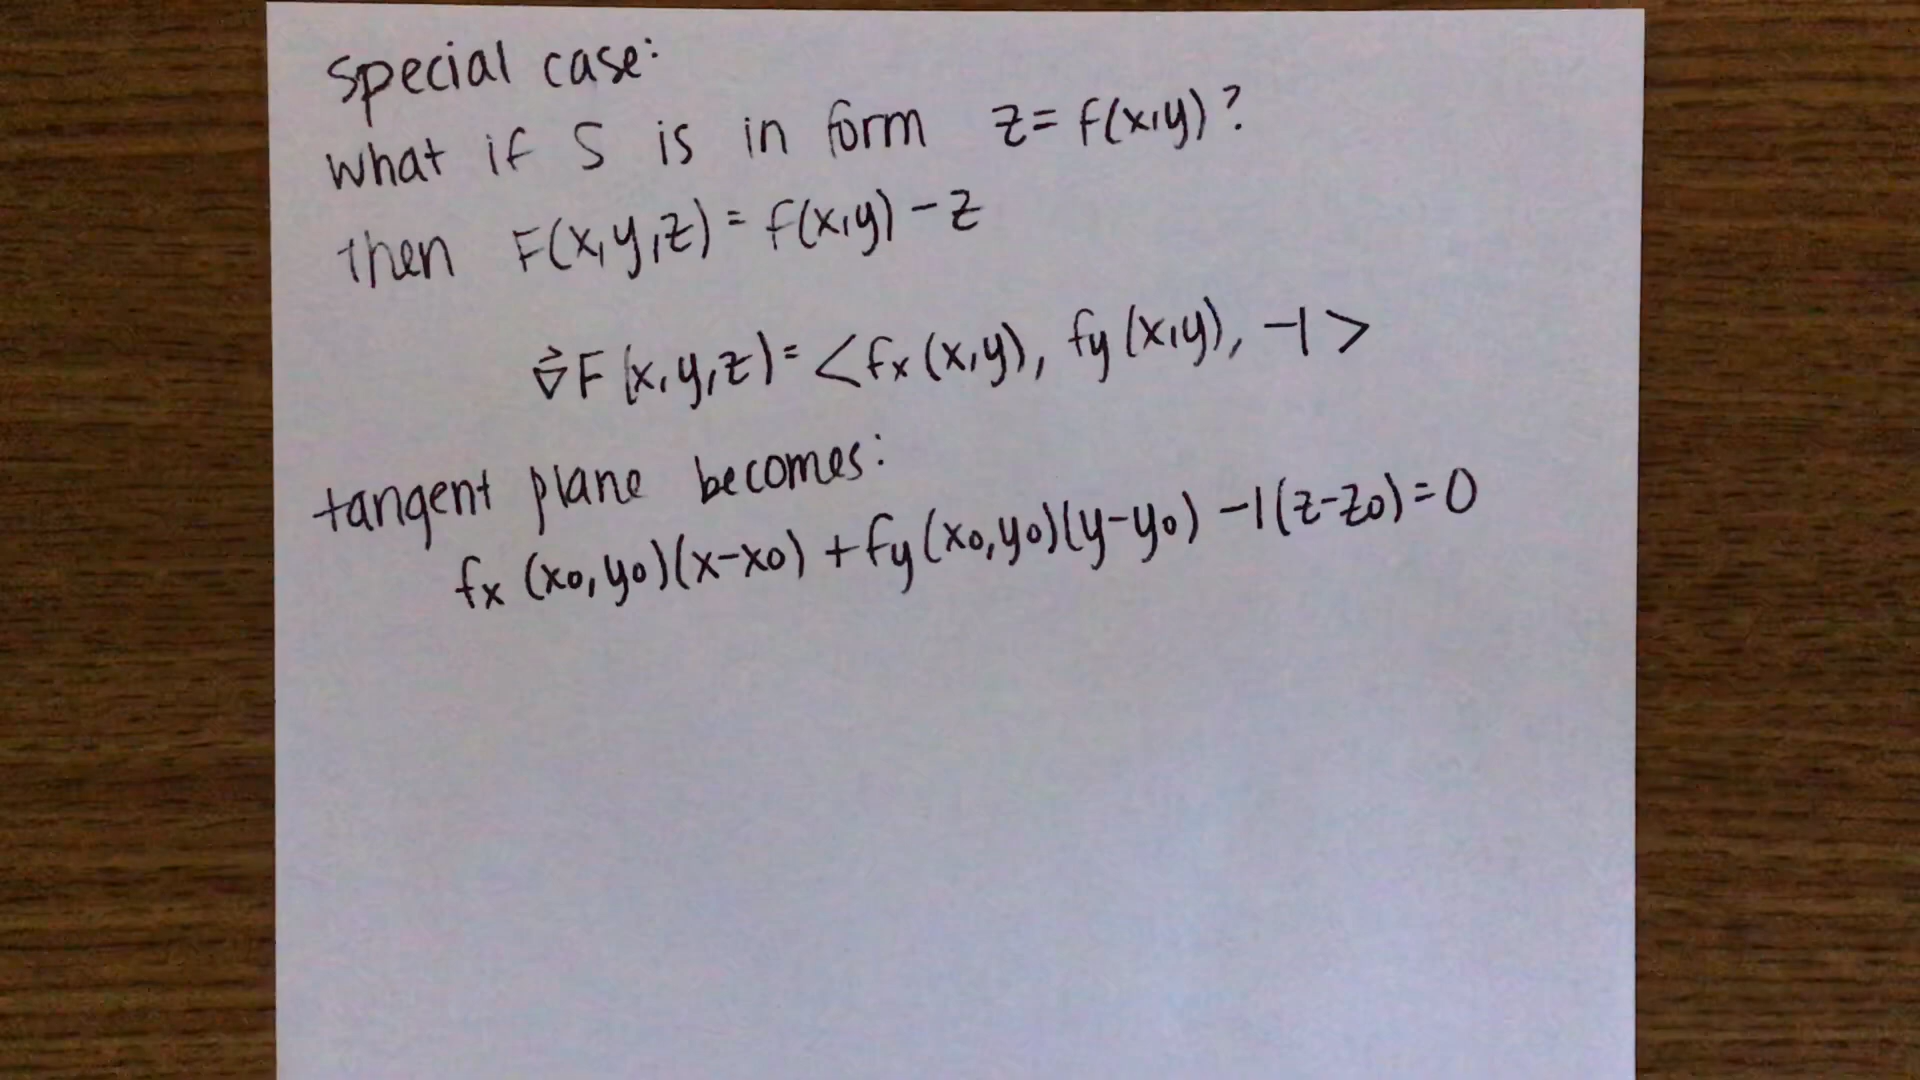 special case:
what if S is in form z = f(x,y)?
then F(x,y,z) = f(x,y) - z
∇⃗F(x,y,z) = <fx(x,y), fy(x,y), -1>
tangent plane becomes:
fx(x0,y0)(x-x0) + fy(x0,y0)(y-y0) -1(z-z0) = 0